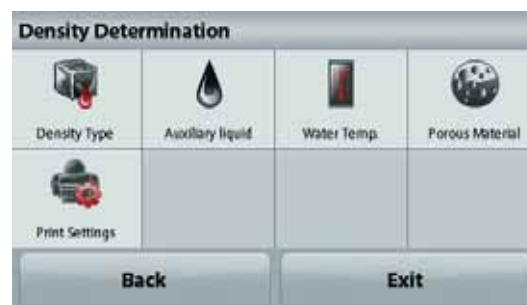 Density Determination
Density Type
Auxiliary liquid
Water Temp.
Porous Material
Print Settings
Back
Exit